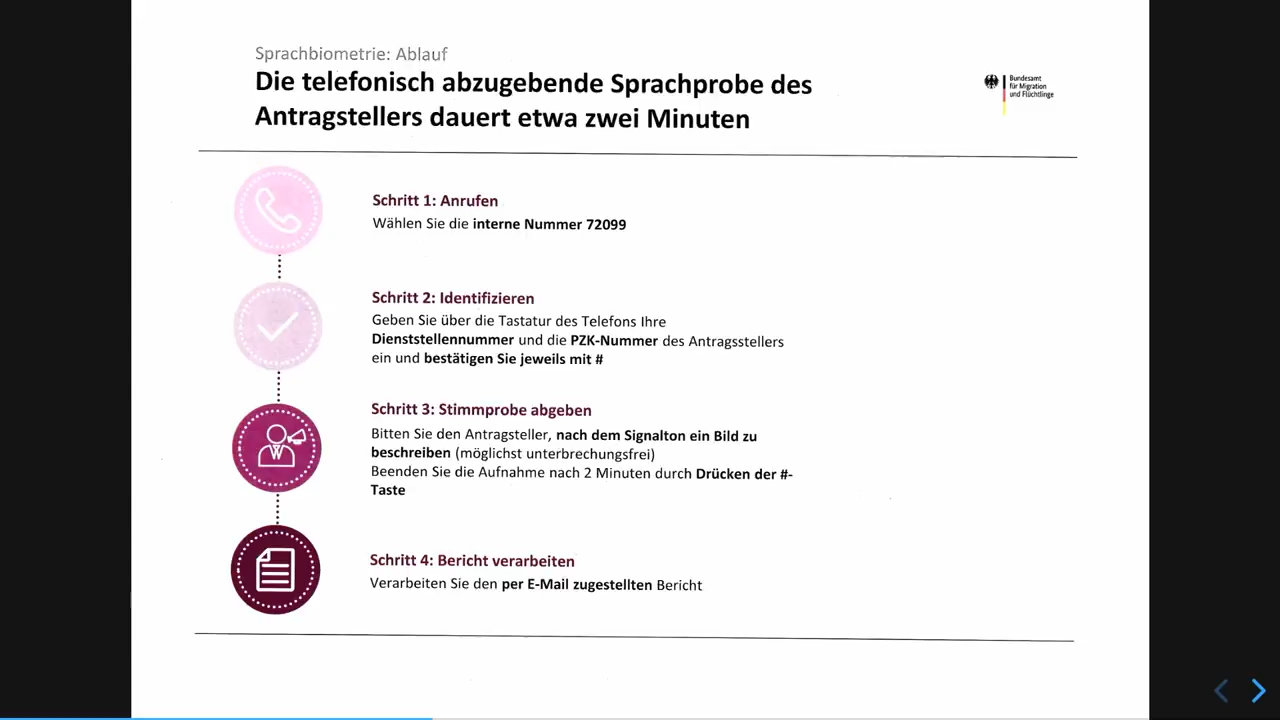 Sprachbiometrie: Ablauf
Die telefonisch abzugebende Sprachprobe des
Antragstellers dauert etwa zwei Minuten
Bundesamt
für Migration
und Flüchtlinge
Schritt 1: Anrufen
Wählen Sie die interne Nummer 72099
Schritt 2: Identifizieren
Geben Sie über die Tastatur des Telefons Ihre
Dienststellennummer und die PZK-Nummer des Antragsstellers
ein und bestätigen Sie jeweils mit #
Schritt 3: Stimmprobe abgeben
Bitten Sie den Antragsteller, nach dem Signalton ein Bild zu
beschreiben (möglichst unterbrechungsfrei)
Beenden Sie die Aufnahme nach 2 Minuten durch Drücken der #-
Taste
Schritt 4: Bericht verarbeiten
Verarbeiten Sie den per E-Mail zugestellten Bericht